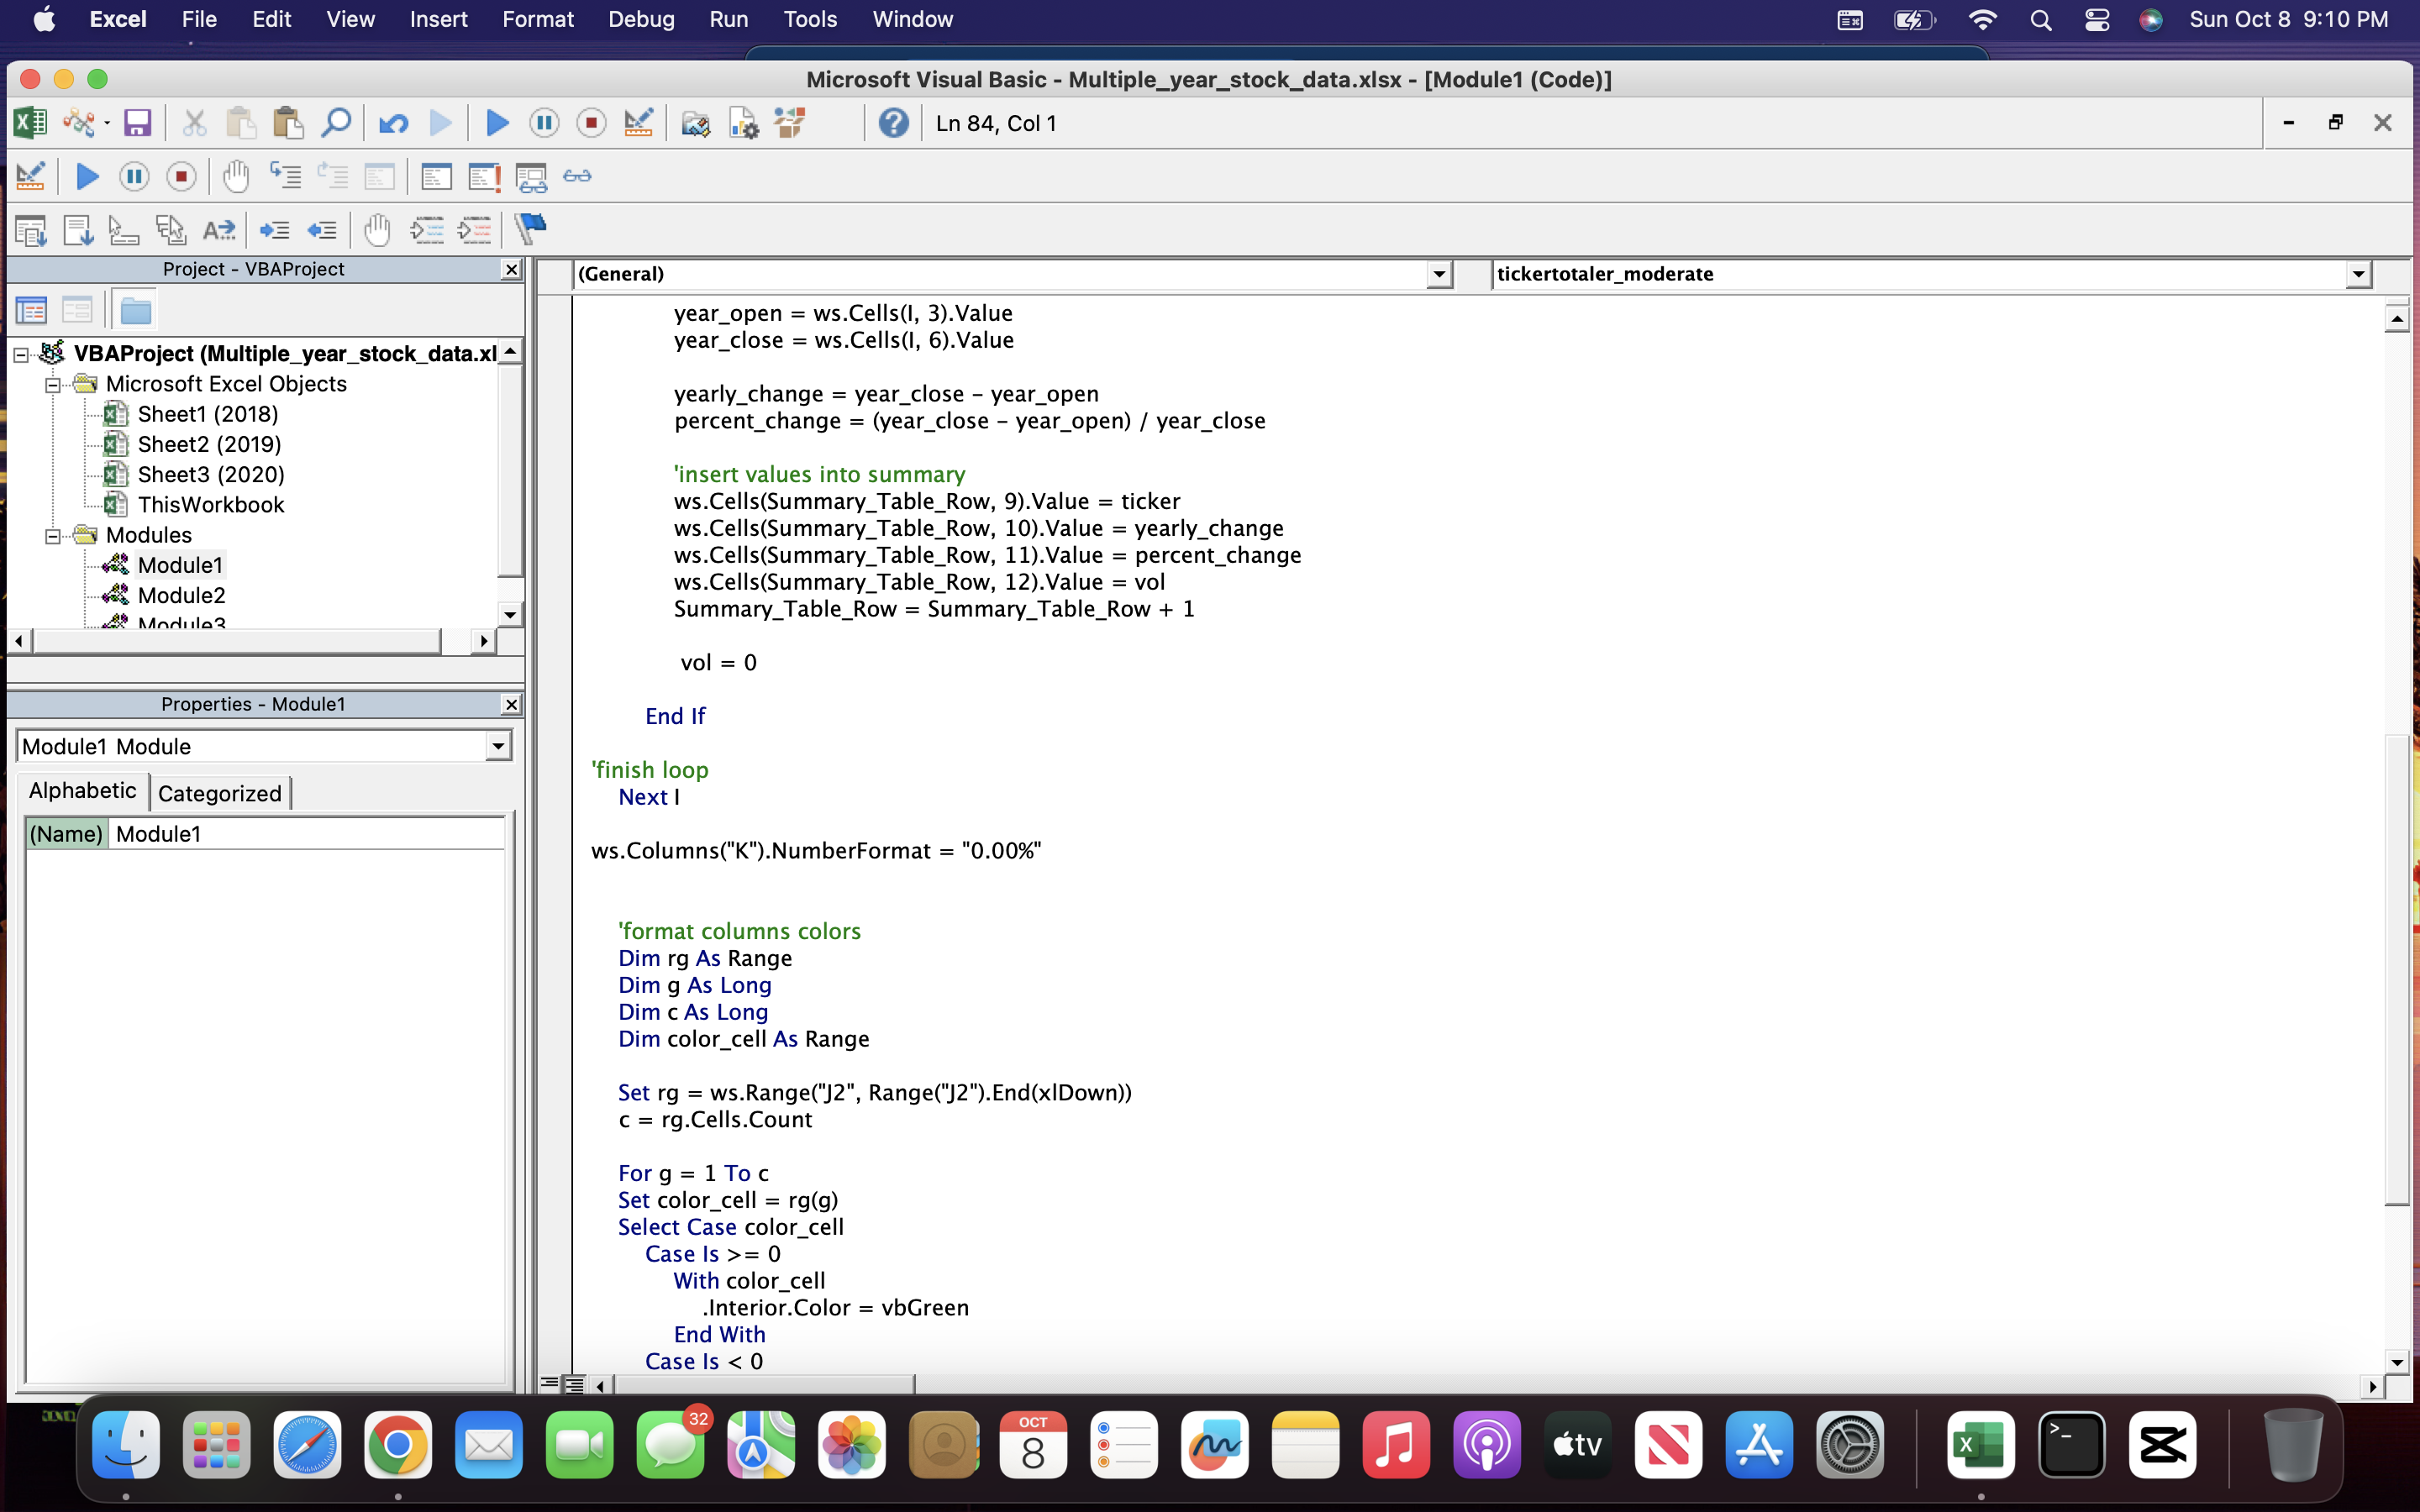 Excel File Edit View Insert Format Debug Run Tools Window Sun Oct 8 9:10 PM
Microsoft Visual Basic - Multiple_year_stock_data.xlsx - [Module1 (Code)]
Ln 84, Col 1
Project - VBAProject
(General)
tickertotaler_moderate
VBAProject (Multiple_year_stock_data.xl
Microsoft Excel Objects
Sheet1 (2018)
Sheet2 (2019)
Sheet3 (2020)
ThisWorkbook
Modules
Module1
Module2
Module3
Properties - Module1
Module1 Module
Alphabetic Categorized
(Name) Module1
year_open = ws.Cells(I, 3).Value
year_close = ws.Cells(I, 6).Value
yearly_change = year_close - year_open
percent_change = (year_close - year_open) / year_close
'insert values into summary
ws.Cells(Summary_Table_Row, 9).Value = ticker
ws.Cells(Summary_Table_Row, 10).Value = yearly_change
ws.Cells(Summary_Table_Row, 11).Value = percent_change
ws.Cells(Summary_Table_Row, 12).Value = vol
Summary_Table_Row = Summary_Table_Row + 1
vol = 0
End If
'finish loop
Next I
ws.Columns("K").NumberFormat = "0.00%"
'format columns colors
Dim rg As Range
Dim g As Long
Dim c As Long
Dim color_cell As Range
Set rg = ws.Range("J2", Range("J2").End(xlDown))
c = rg.Cells.Count
For g = 1 To c
Set color_cell = rg(g)
Select Case color_cell
Case Is >= 0
With color_cell
.Interior.Color = vbGreen
End With
Case Is < 0
32
OCT
8
tv